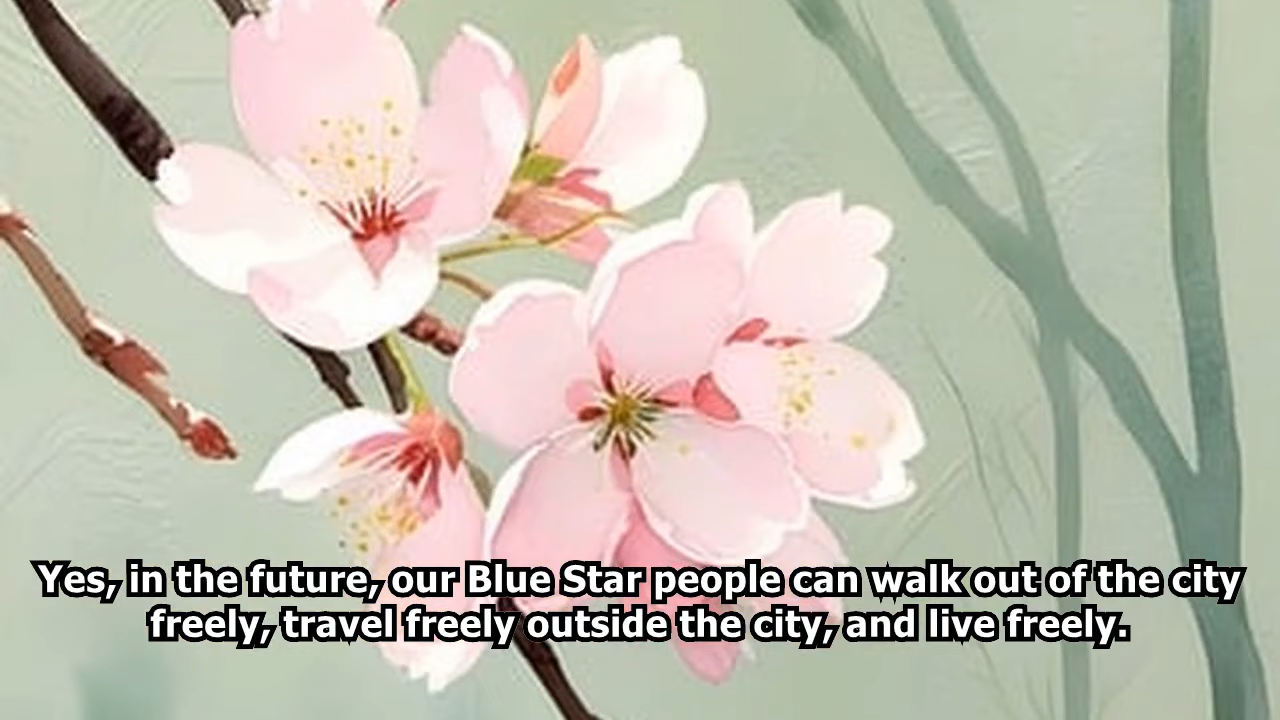 Yes, in the future, our Blue Star people can walk out of the city
freely, travel freely outside the city, and live freely.